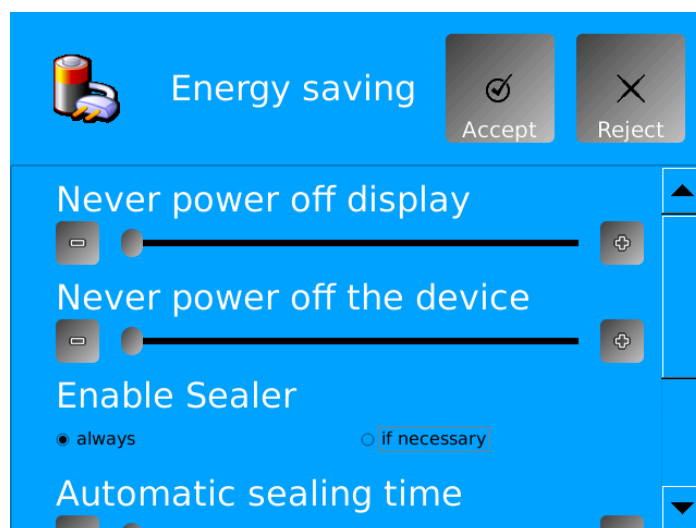 Energy saving
Accept
Reject
Never power off display
Never power off the device
Enable Sealer
always
if necessary
Automatic sealing time